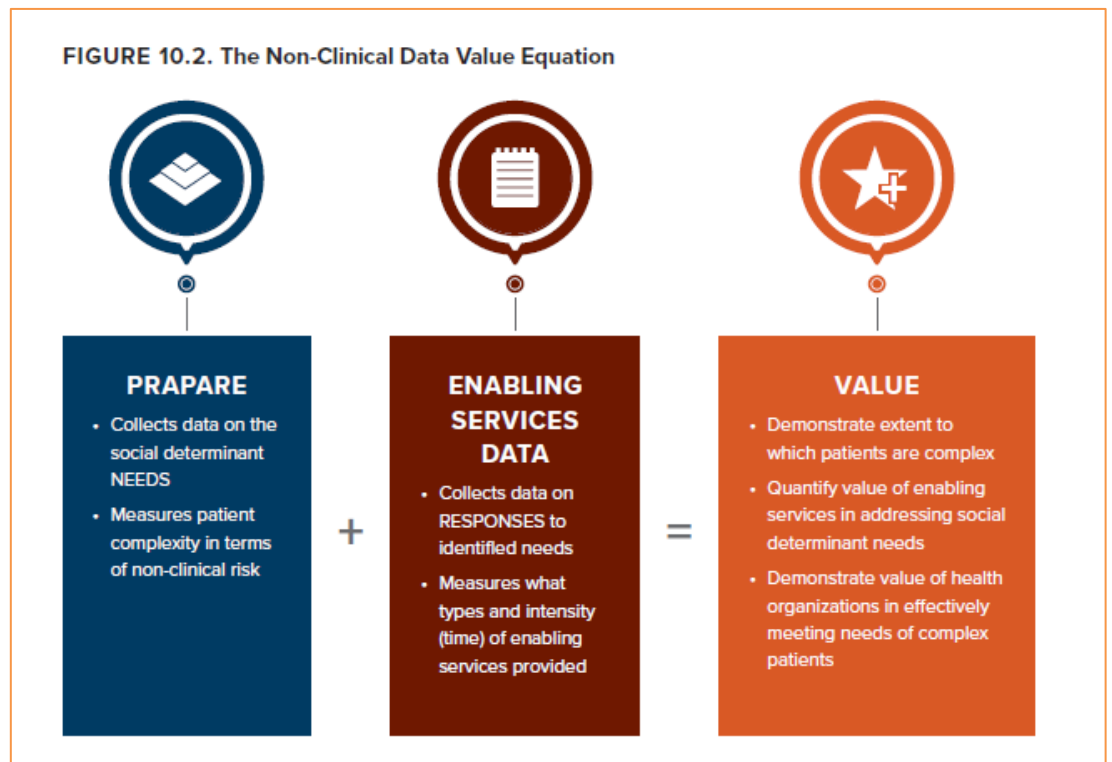 FIGURE 10.2. The Non-Clinical Data Value Equation
PRAPARE
• Collects data on the
social determinant
NEEDS
• Measures patient
complexity in terms
of non-clinical risk
+
ENABLING
SERVICES
DATA
• Collects data on
RESPONSES to
identified needs
• Measures what
types and intensity
(time) of enabling
services provided
=
VALUE
• Demonstrate extent to
which patients are complex
• Quantify value of enabling
services in addressing social
determinant needs
• Demonstrate value of health
organizations in effectively
meeting needs of complex
patients